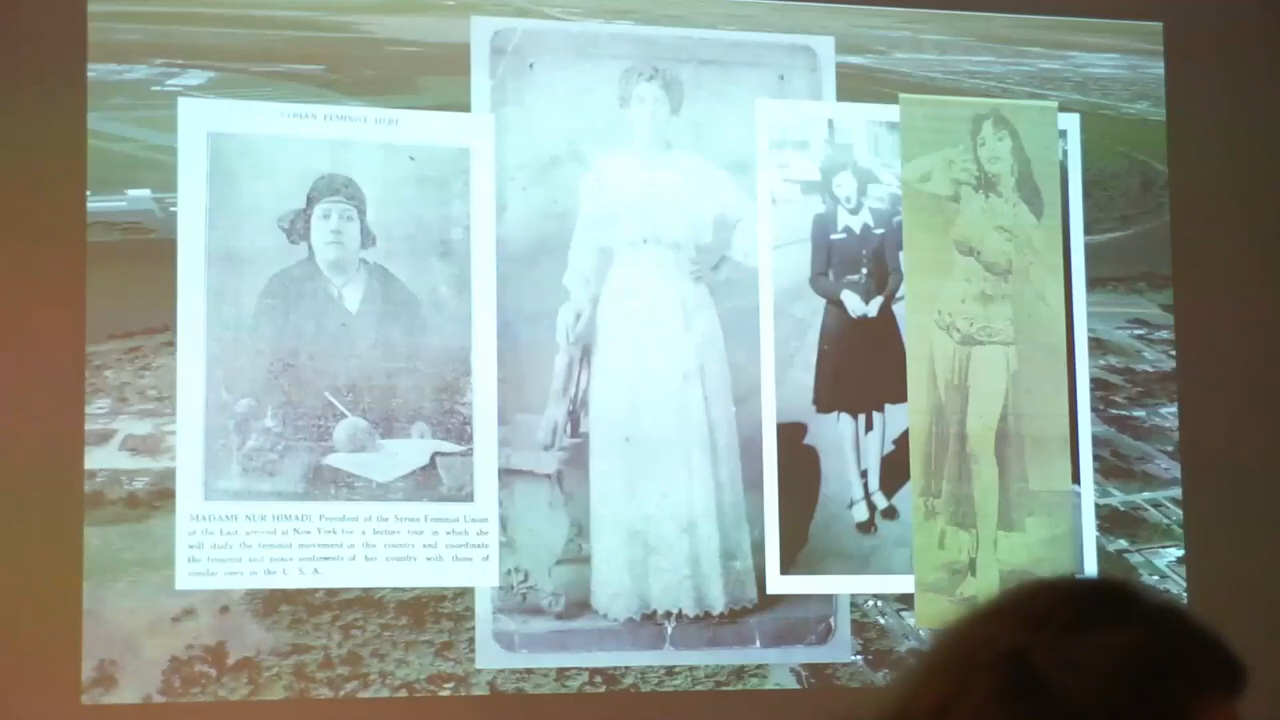 SYRIAN FEMINIST HERE
MADAME NUR HIMADI, President of the Syrian Feminist Union
of the East, arrived at New York for a lecture tour in which she
will study the feminist movement in this country and coordinate
the feminist and peace sentiments of her country with those of
similar ones in the U. S. A.